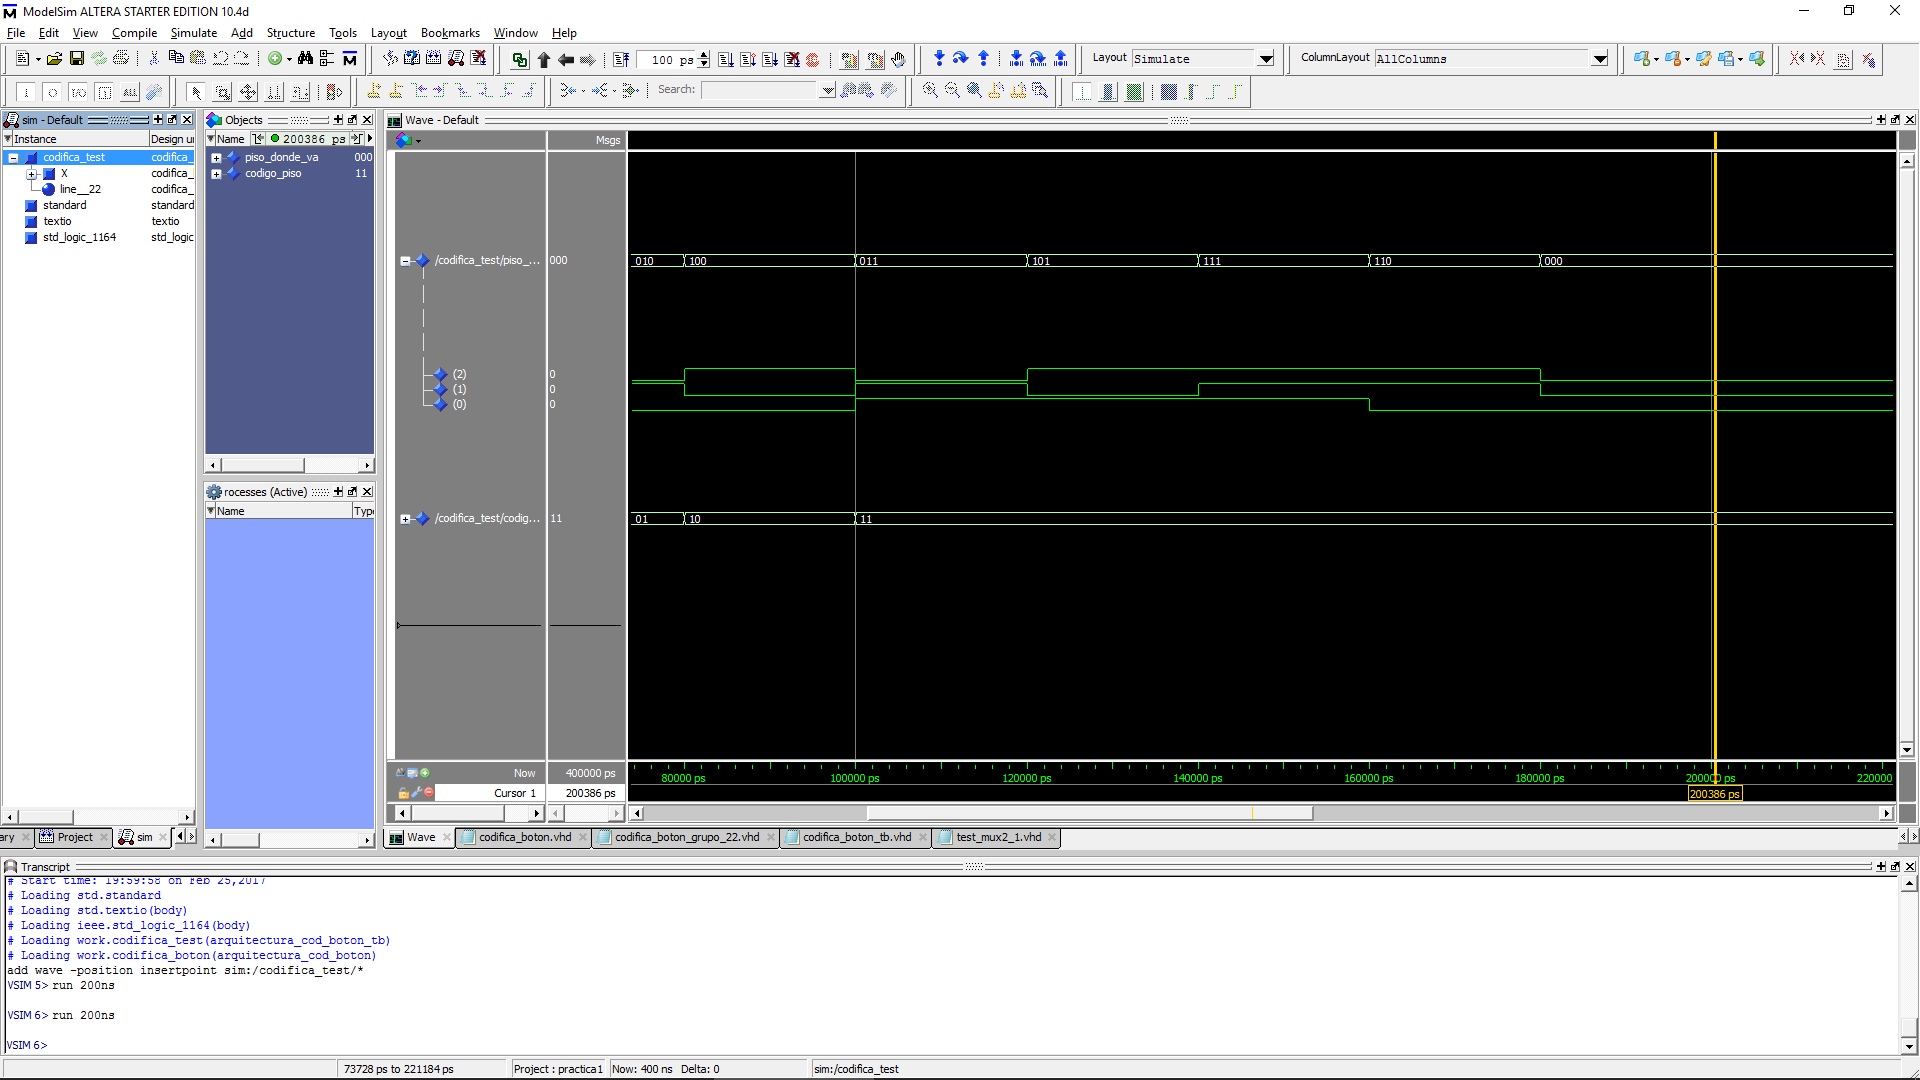 ModelSim ALTERA STARTER EDITION 10.4d
File Edit View Compile Simulate Add Structure Tools Layout Bookmarks Window Help
100 ps
Layout Simulate
ColumnLayout AllColumns
Search:
sim - Default
Instance Design un
codifica_test codifica_
X codifica_
line__22 codifica_
standard standard
textio textio
std_logic_1164 std_logic
Objects
Name 200386 ps
piso_donde_va 000
codigo_piso 11
rocesses (Active)
Name Type
Wave - Default
Msgs
/codifica_test/piso_... 000 010 100 011 101 111 110 000
(2) 0
(1) 0
(0) 0
/codifica_test/codig... 11 01 10 11
Now 400000 ps 80000 ps 100000 ps 120000 ps 140000 ps 160000 ps 180000 ps 200000 ps 220000
Cursor 1 200386 ps 200386 ps
ary Project sim
Wave codifica_boton.vhd codifica_boton_grupo_22.vhd codifica_boton_tb.vhd test_mux2_1.vhd
Transcript
# Start time: 19:59:58 on Feb 25,2017
# Loading std.standard
# Loading std.textio(body)
# Loading ieee.std_logic_1164(body)
# Loading work.codifica_test(arquitectura_cod_boton_tb)
# Loading work.codifica_boton(arquitectura_cod_boton)
add wave -position insertpoint sim:/codifica_test/*
VSIM 5> run 200ns
VSIM 6> run 200ns
VSIM 6>
73728 ps to 221184 ps Project : practica1 Now: 400 ns Delta: 0 sim:/codifica_test